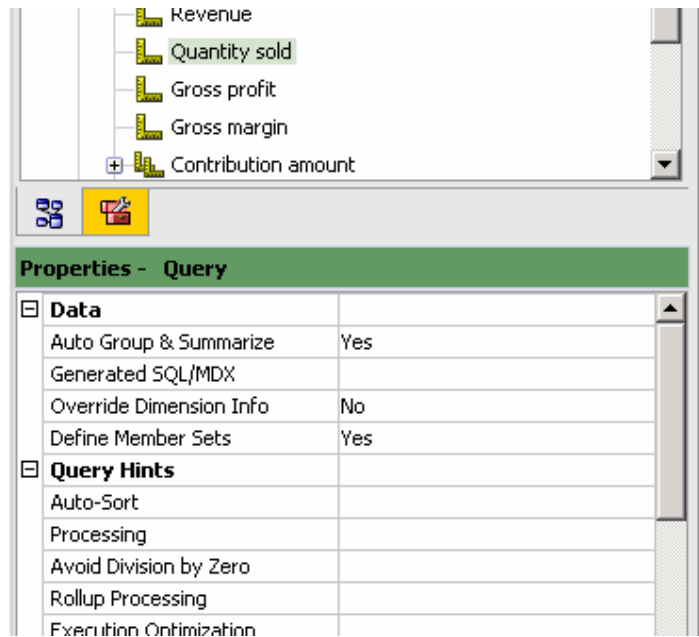 Revenue
Quantity sold
Gross profit
Gross margin
Contribution amount
Properties - Query
Data
Auto Group & Summarize Yes
Generated SQL/MDX
Override Dimension Info No
Define Member Sets Yes
Query Hints
Auto-Sort
Processing
Avoid Division by Zero
Rollup Processing
Execution Optimization